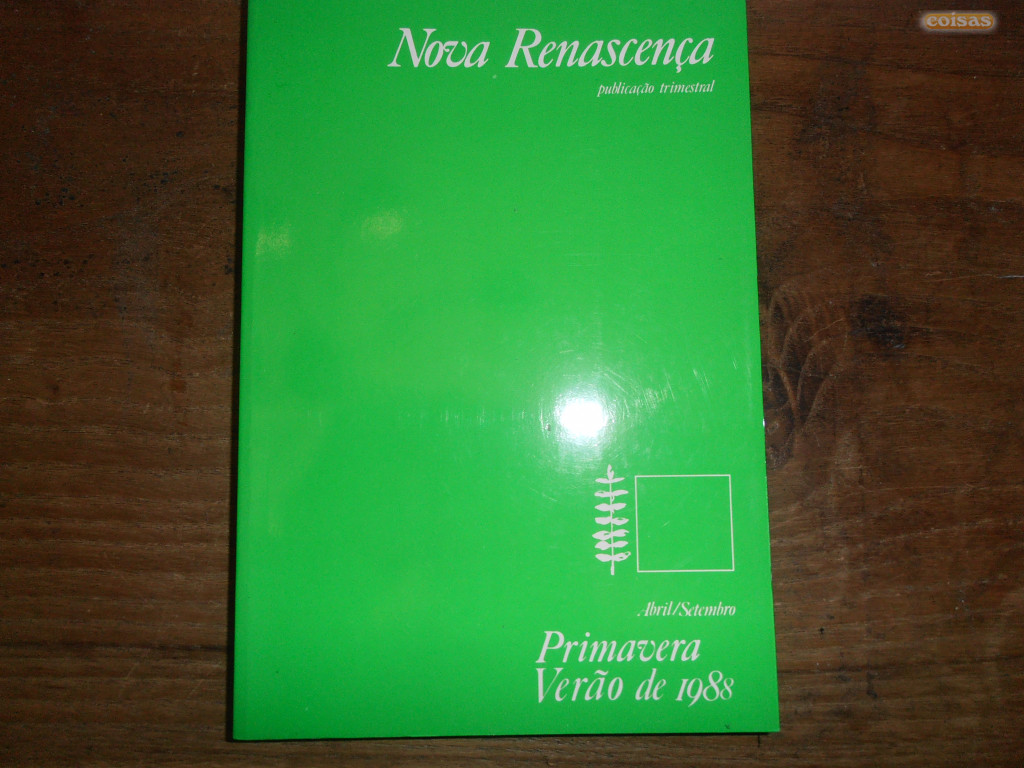 coisas
Nova Renascença
publicação trimestral
Abril/Setembro
Primavera
Verão de 1988